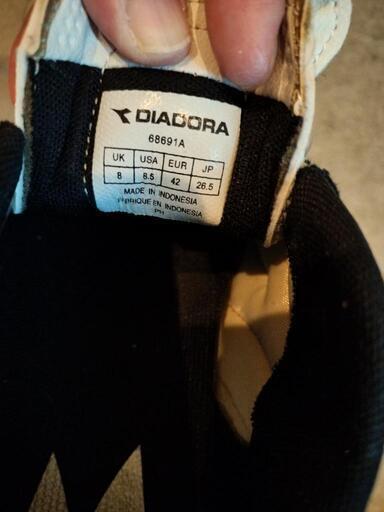 DIADORA
68691A
UK USA EUR JP
8 8.5 42 26.5
MADE IN INDONESIA
FABRIQUE EN INDONESIA